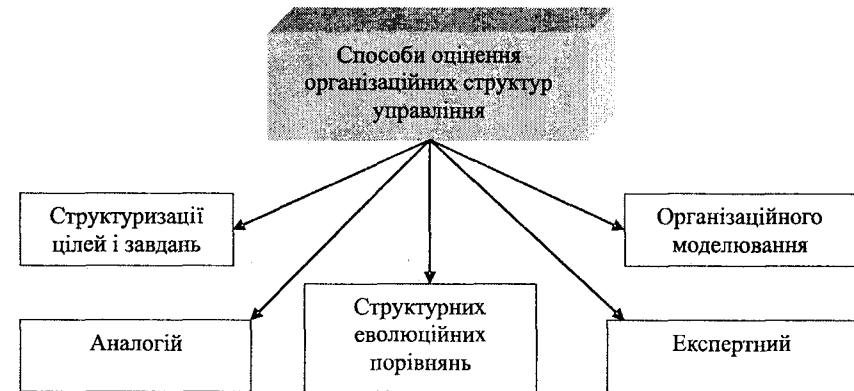 Способи оцінення
організаційних структур
управління
Структуризації
цілей і завдань
Організаційного
моделювання
Аналогій
Структурних
еволюційних
порівнянь
Експертний